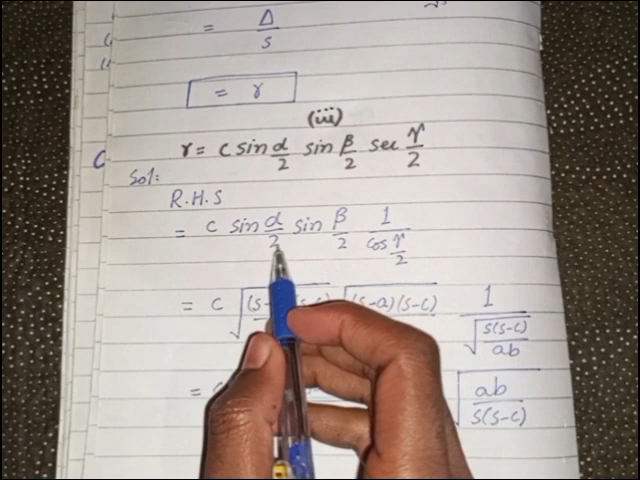 = Δ/s
= r
(iii)
r = c sin α/2 sin β/2 sec γ/2
Sol:
R.H.S
= c sin α/2 sin β/2 1/cos γ/2
= c √(s- (s-c)/ √(s-a)(s-c)/ 1/√s(s-c)/ab
= √ab/s(s-c)